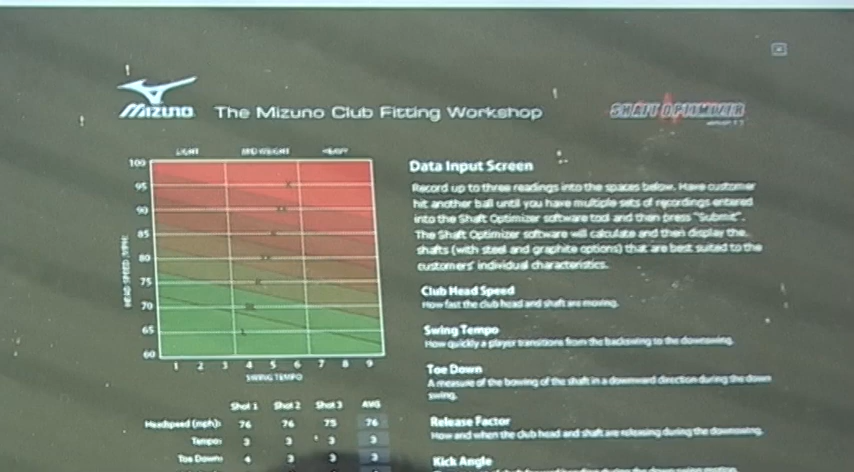 MIZUNO
The Mizuno Club Fitting Workshop
SHAFT OPTIMIZER
LIGHT MID WEIGHT HEAVY
100
95
90
85
80
75
70
65
60
HEAD SPEED (MPH)
X
XX
L
1 2 3 4 5 6 7 8 9
SWING TEMPO
Shot 1 Shot 2 Shot 3 AVG
Headspeed (mph): 76 76 75 76
Tempo: 3 3 3 3
Toe Down: 4 3 3 3
Data Input Screen
Record up to three readings into the spaces below. Have customer
hit another ball until you have multiple sets of recordings entered
into the Shaft Optimizer software tool and then press "Submit".
The Shaft Optimizer software will calculate and then display the
shafts (with steel and graphite options) that are best suited to the
customers' individual characteristics.
Club Head Speed
How fast the club head and shaft are moving.
Swing Tempo
How quickly a player transitions from the backswing to the downswing.
Toe Down
A measure of the bowing of the shaft in a downward direction during the down
swing.
Release Factor
How and when the club head and shaft are releasing during the downswing.
Kick Angle